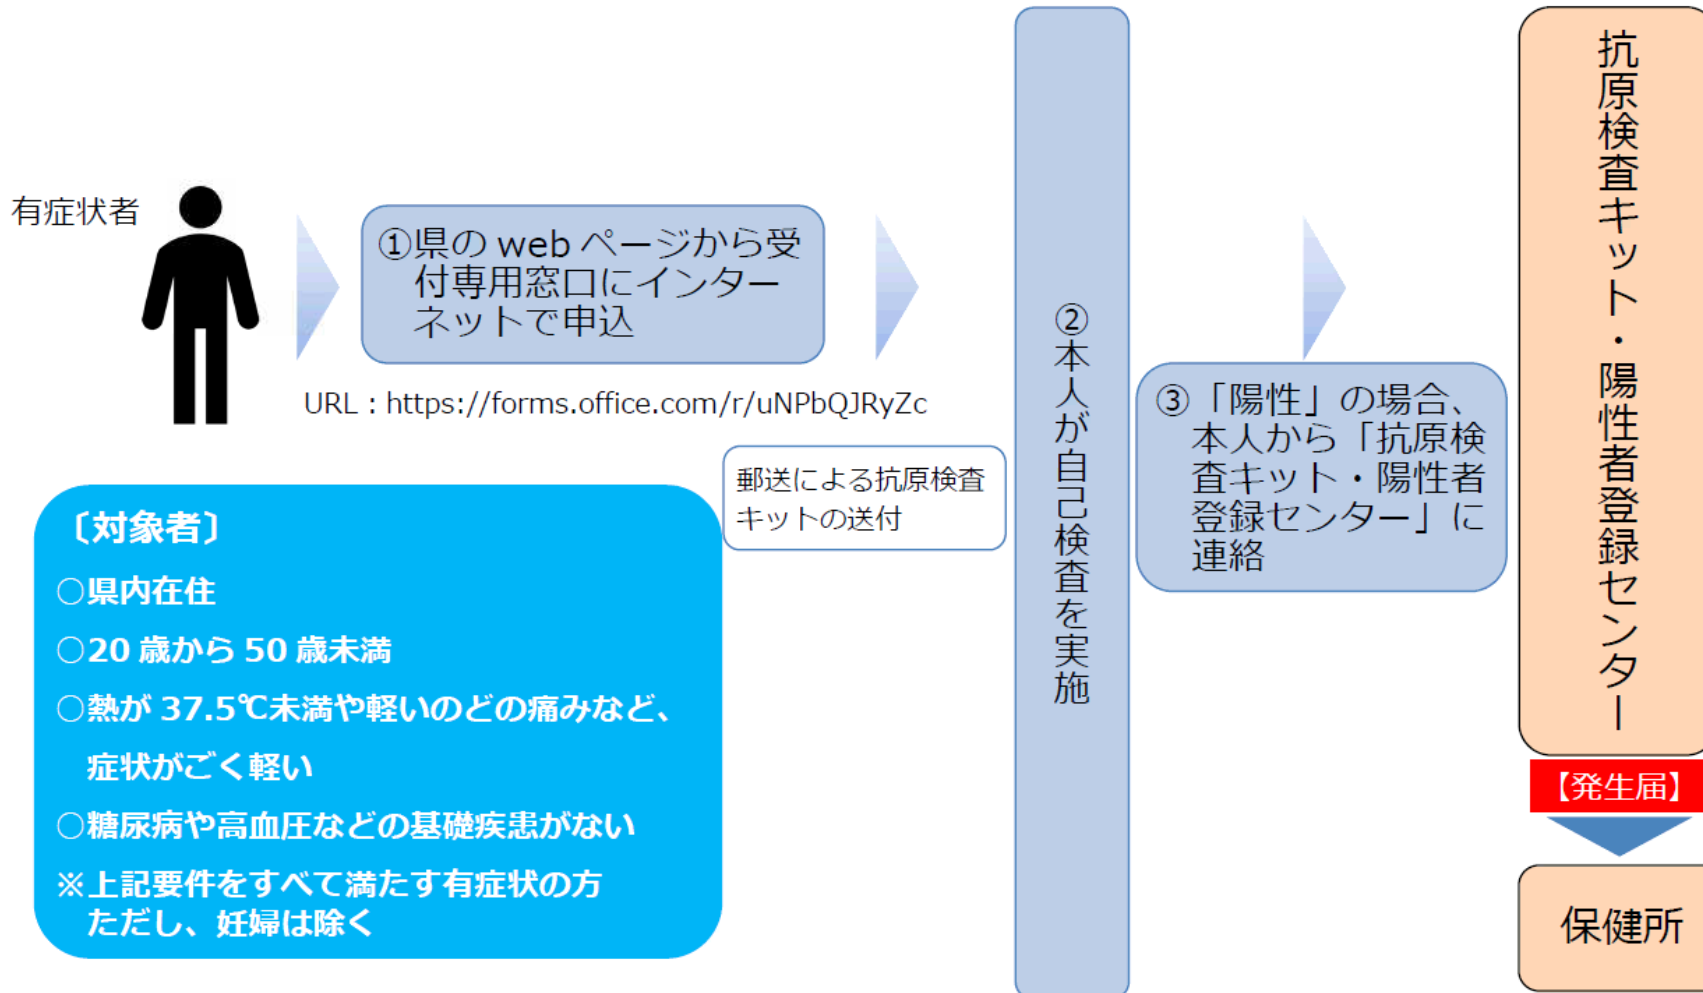 有症状者
①県の web ページから受
付専用窓口にインター
ネットで申込
URL：https://forms.office.com/r/uNPbQJRyZc
郵送による抗原検査
キットの送付
〔対象者〕
○県内在住
○20 歳から 50 歳未満
○熱が 37.5℃未満や軽いのどの痛みなど、
症状がごく軽い
○糖尿病や高血圧などの基礎疾患がない
※上記要件をすべて満たす有症状の方
ただし、妊婦は除く
②本人が自己検査を実施
③「陽性」の場合、
本人から「抗原検
査キット・陽性者
登録センター」に
連絡
抗原検査キット・陽性者登録センター
【発生届】
保健所